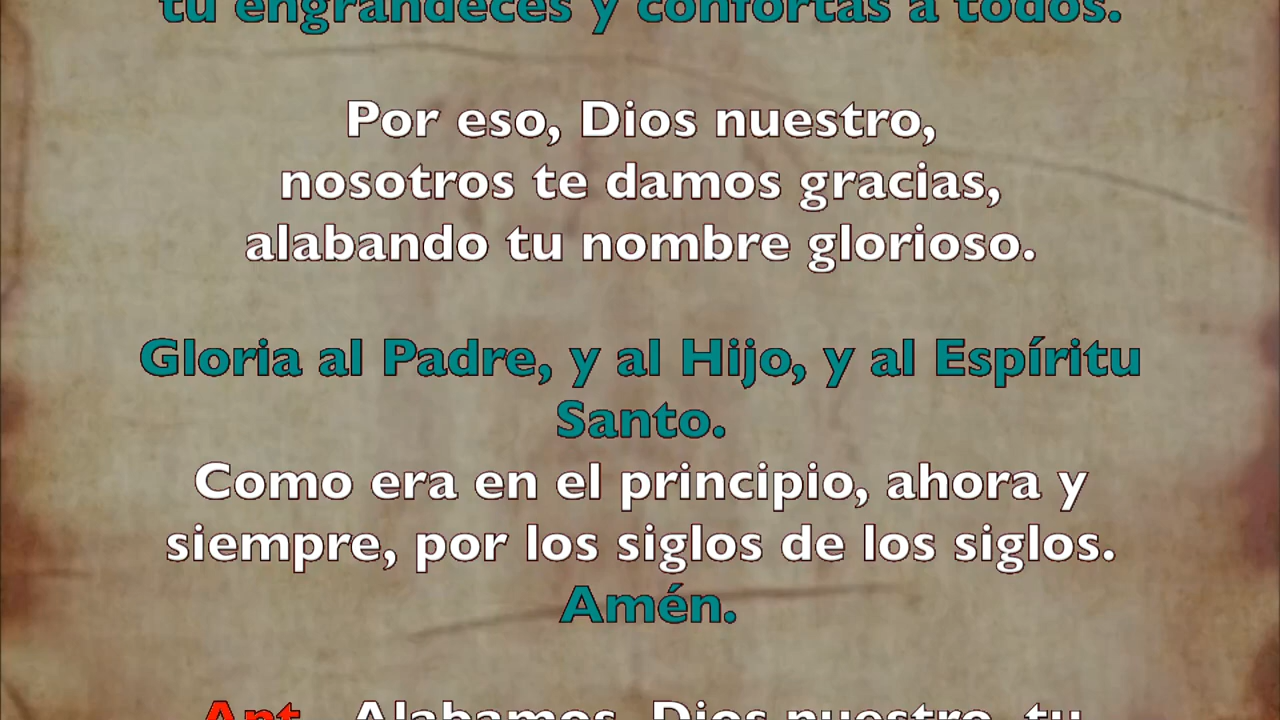 tú engrandeces y confortas a todos.
Por eso, Dios nuestro,
nosotros te damos gracias,
alabando tu nombre glorioso.
Gloria al Padre, y al Hijo, y al Espíritu
Santo.
Como era en el principio, ahora y
siempre, por los siglos de los siglos.
Amén.
Ant. Alabamos, Dios nuestro, tu